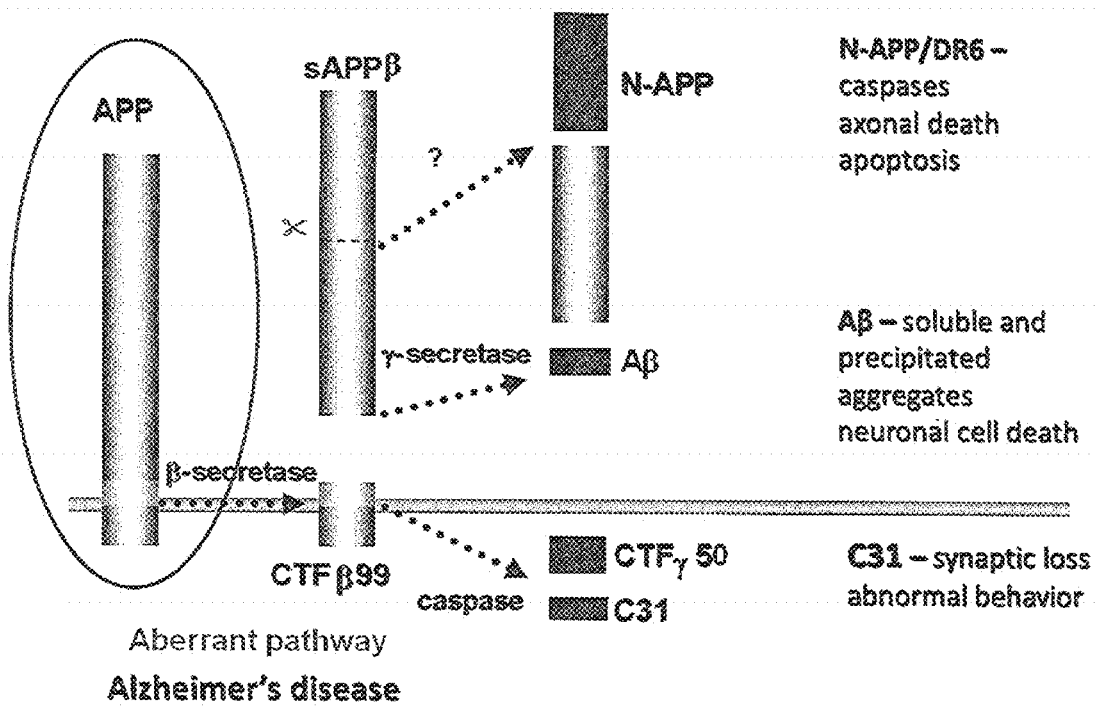 APP
sAPPβ
?
N-APP
N-APP/DR6 –
caspases
axonal death
apoptosis
γ-secretase
Aβ
Aβ – soluble and
precipitated
aggregates
neuronal cell death
β-secretase
CTFβ99
caspase
CTFγ 50
C31
C31 – synaptic loss
abnormal behavior
Aberrant pathway
Alzheimer's disease